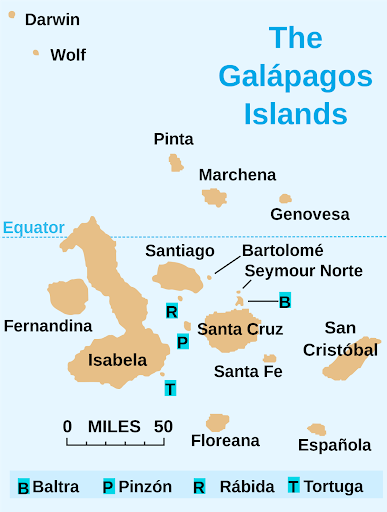 Darwin
Wolf
The
Galápagos
Islands
Pinta
Marchena
Genovesa
Equator
Santiago
Bartolomé
Seymour Norte
B
R
Fernandina
Santa Cruz
P
San
Cristóbal
Isabela
Santa Fe
T
0 MILES 50
Floreana
Española
B Baltra P Pinzón R Rábida T Tortuga